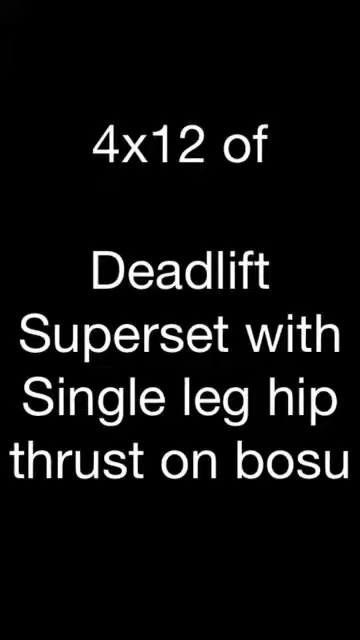 4x12 of
Deadlift
Superset with
Single leg hip
thrust on bosu